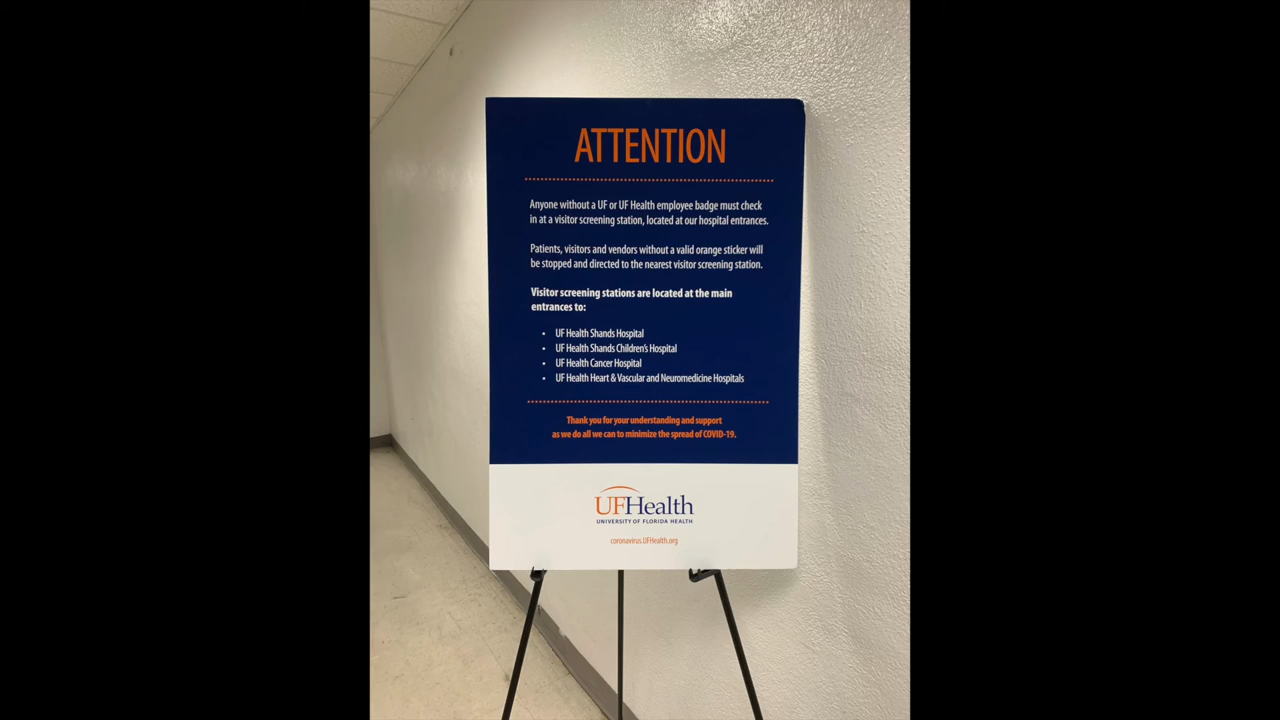 ATTENTION
Anyone without a UF or UF Health employee badge must check
in at a visitor screening station, located at our hospital entrances.
Patients, visitors and vendors without a valid orange sticker will
be stopped and directed to the nearest visitor screening station.
Visitor screening stations are located at the main
entrances to:
• UF Health Shands Hospital
• UF Health Shands Children's Hospital
• UF Health Cancer Hospital
• UF Health Heart & Vascular and Neuromedicine Hospitals
Thank you for your understanding and support
as we do all we can to minimize the spread of COVID-19.
UFHealth
UNIVERSITY OF FLORIDA HEALTH
coronavirus.UFHealth.org